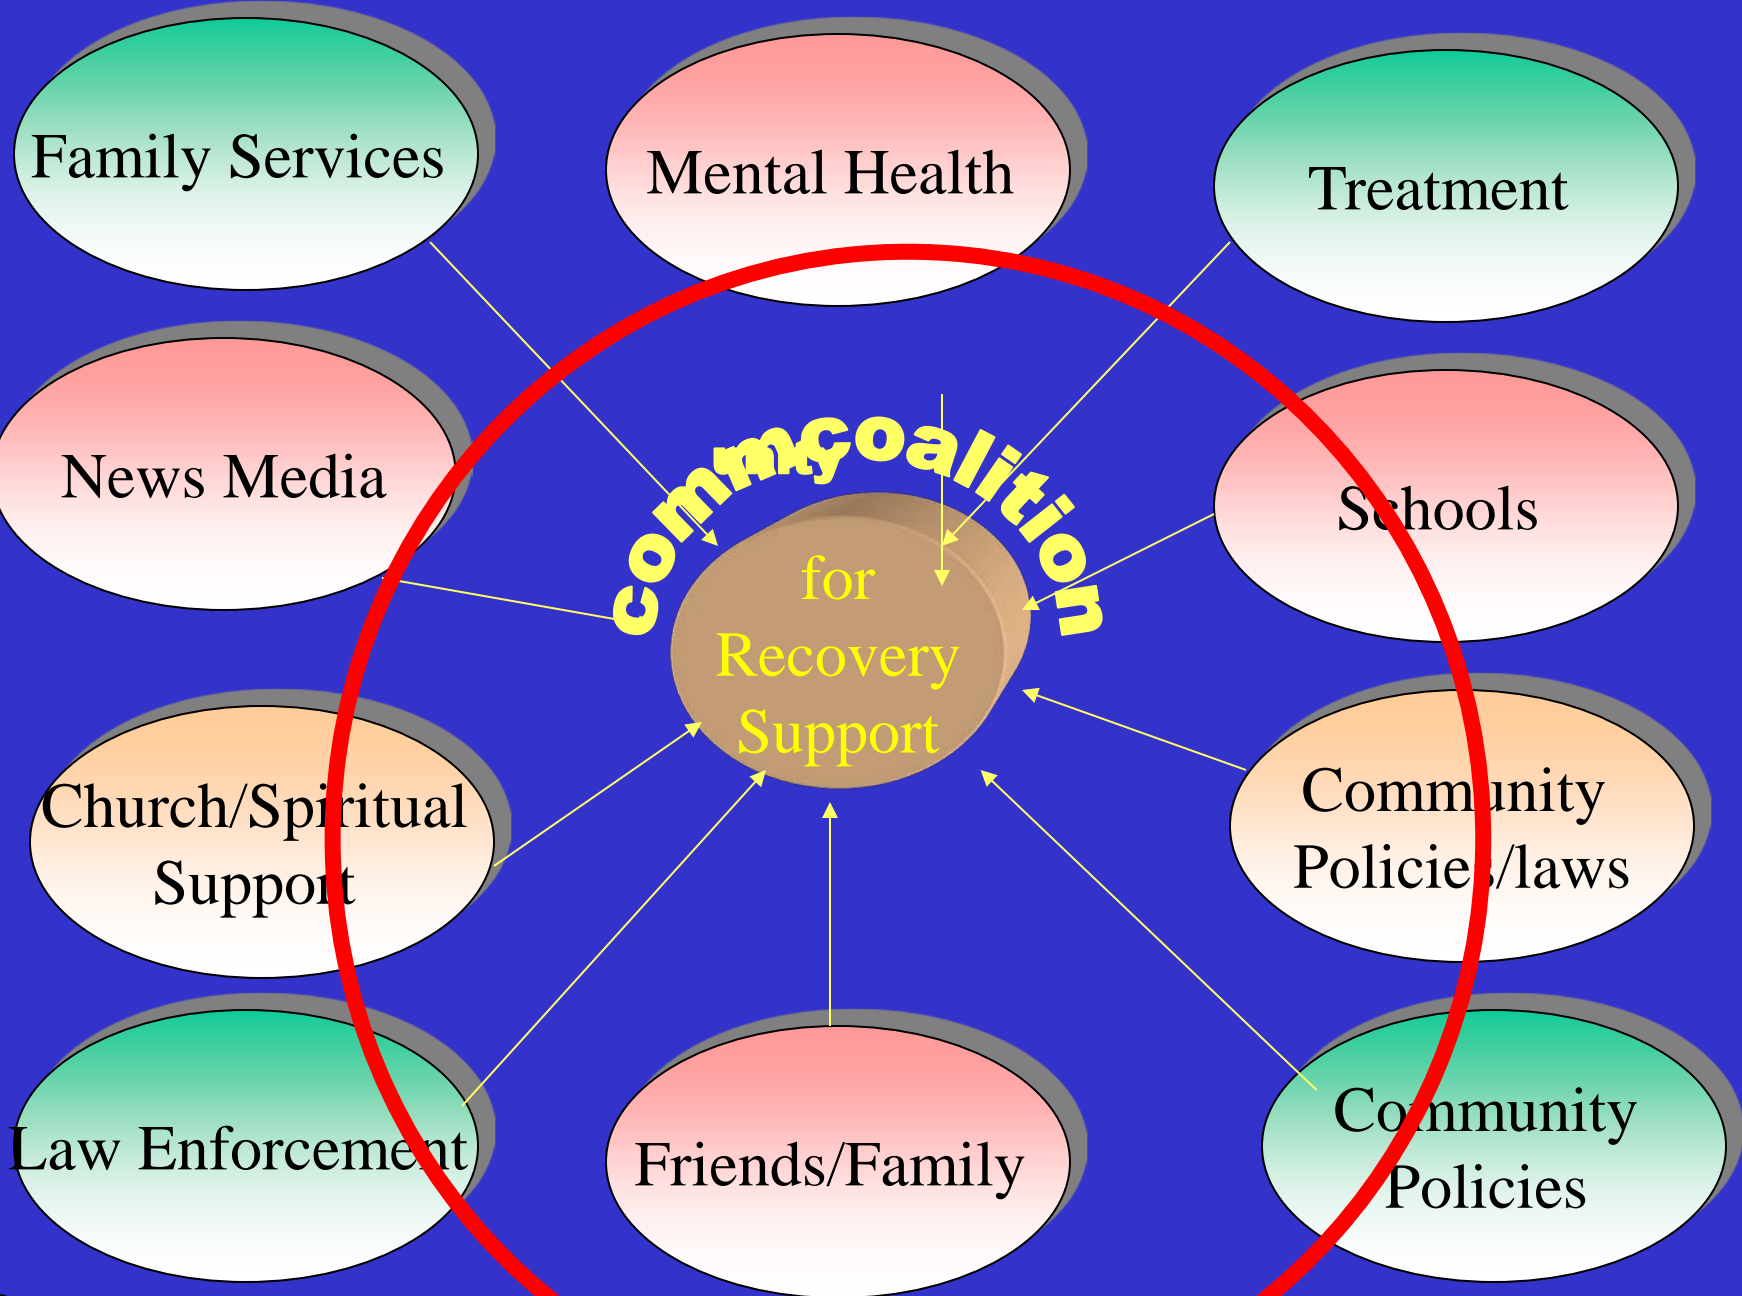 Family Services
Mental Health
Treatment
News Media
community coalition
for
Recovery
Support
Schools
Church/Spiritual
Support
Community
Policies/laws
Law Enforcement
Friends/Family
Community
Policies